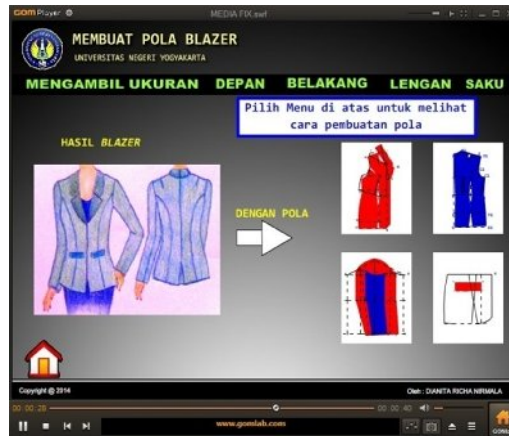 GOM Player
MEDIA FIX.swf
MEMBUAT POLA BLAZER
UNIVERSITAS NEGERI YOGYAKARTA
MENGAMBIL UKURAN DEPAN BELAKANG LENGAN SAKU
Pilih Menu di atas untuk melihat
cara pembuatan pola
HASIL BLAZER
DENGAN POLA
Copyright @ 2014
Oleh : DIANITA RICHA NIRMALA
00:00:28
00:00:40
www.gomlab.com